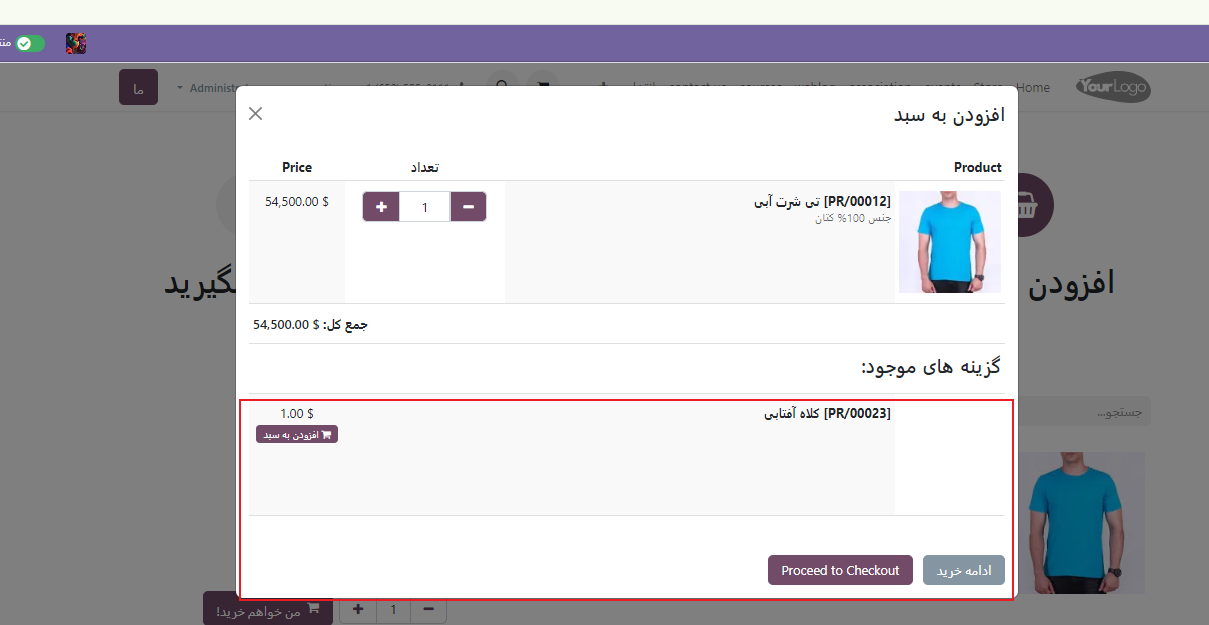 ما
Administ
Home
YourLogo
افزودن به سبد
Product
تعداد
Price
[PR/00012] تی شرت آبی
جنس 100% کتان
1
54,500.00 $
افزودن
گیرید
جمع کل: $ 54,500.00
گزینه های موجود:
[PR/00023] کلاه آفتابی
1.00 $
افزودن به سبد
جستجو...
ادامه خرید
Proceed to Checkout
1
من خواهم خرید!